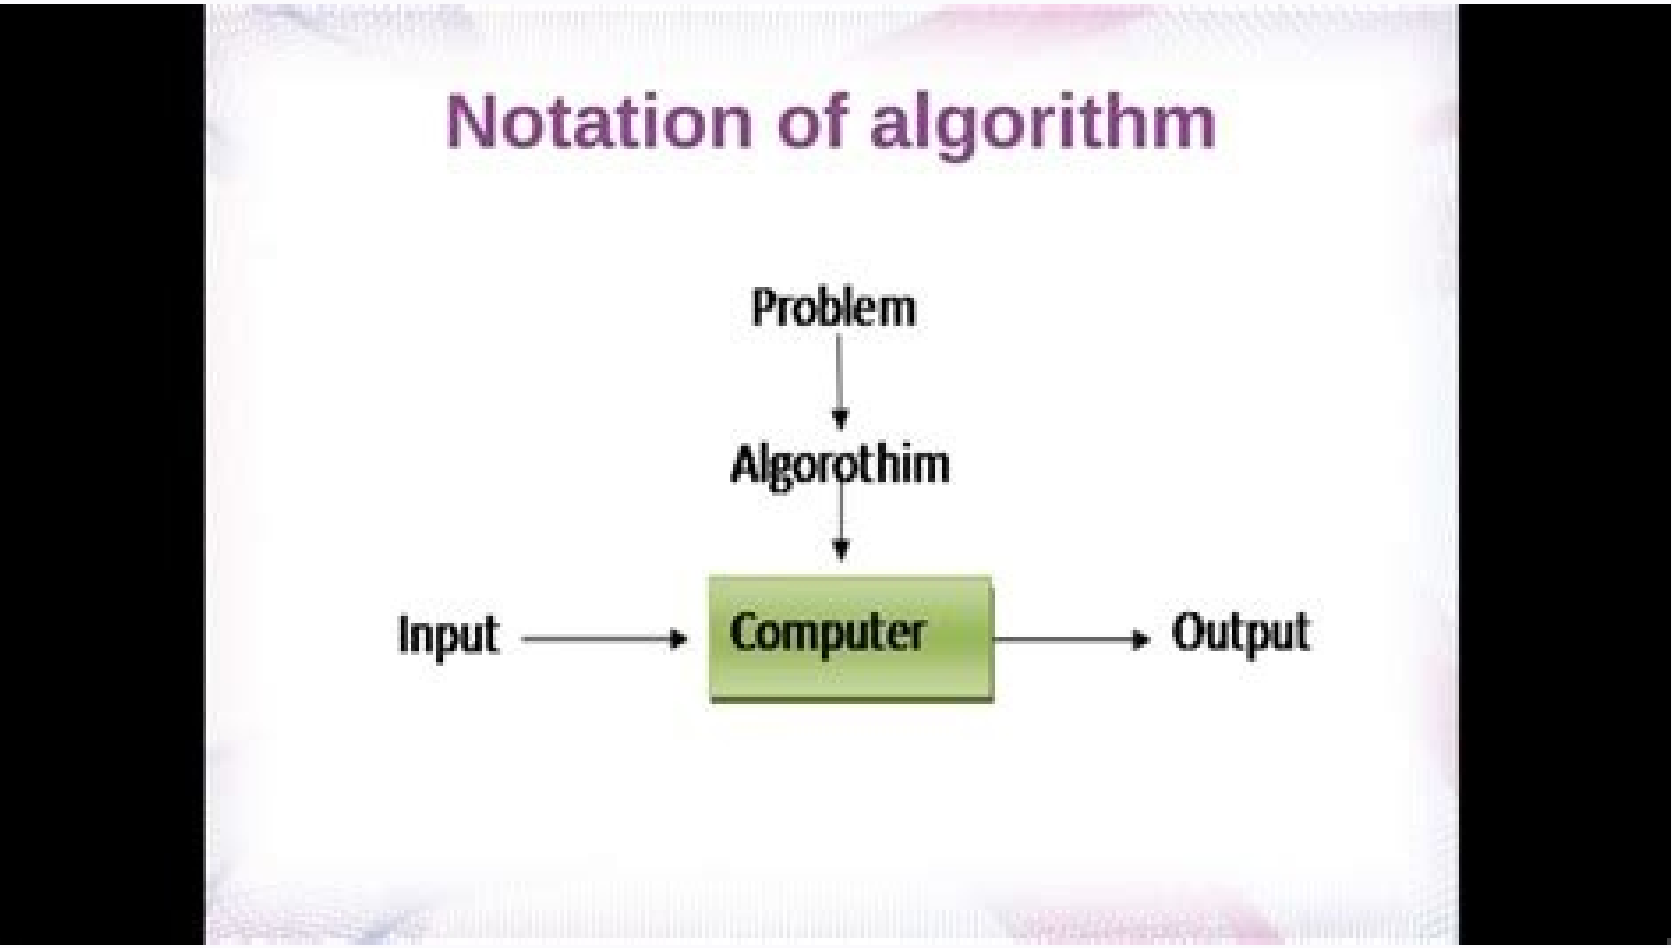 Notation of algorithm
Problem
Algorothim
Input
Computer
Output